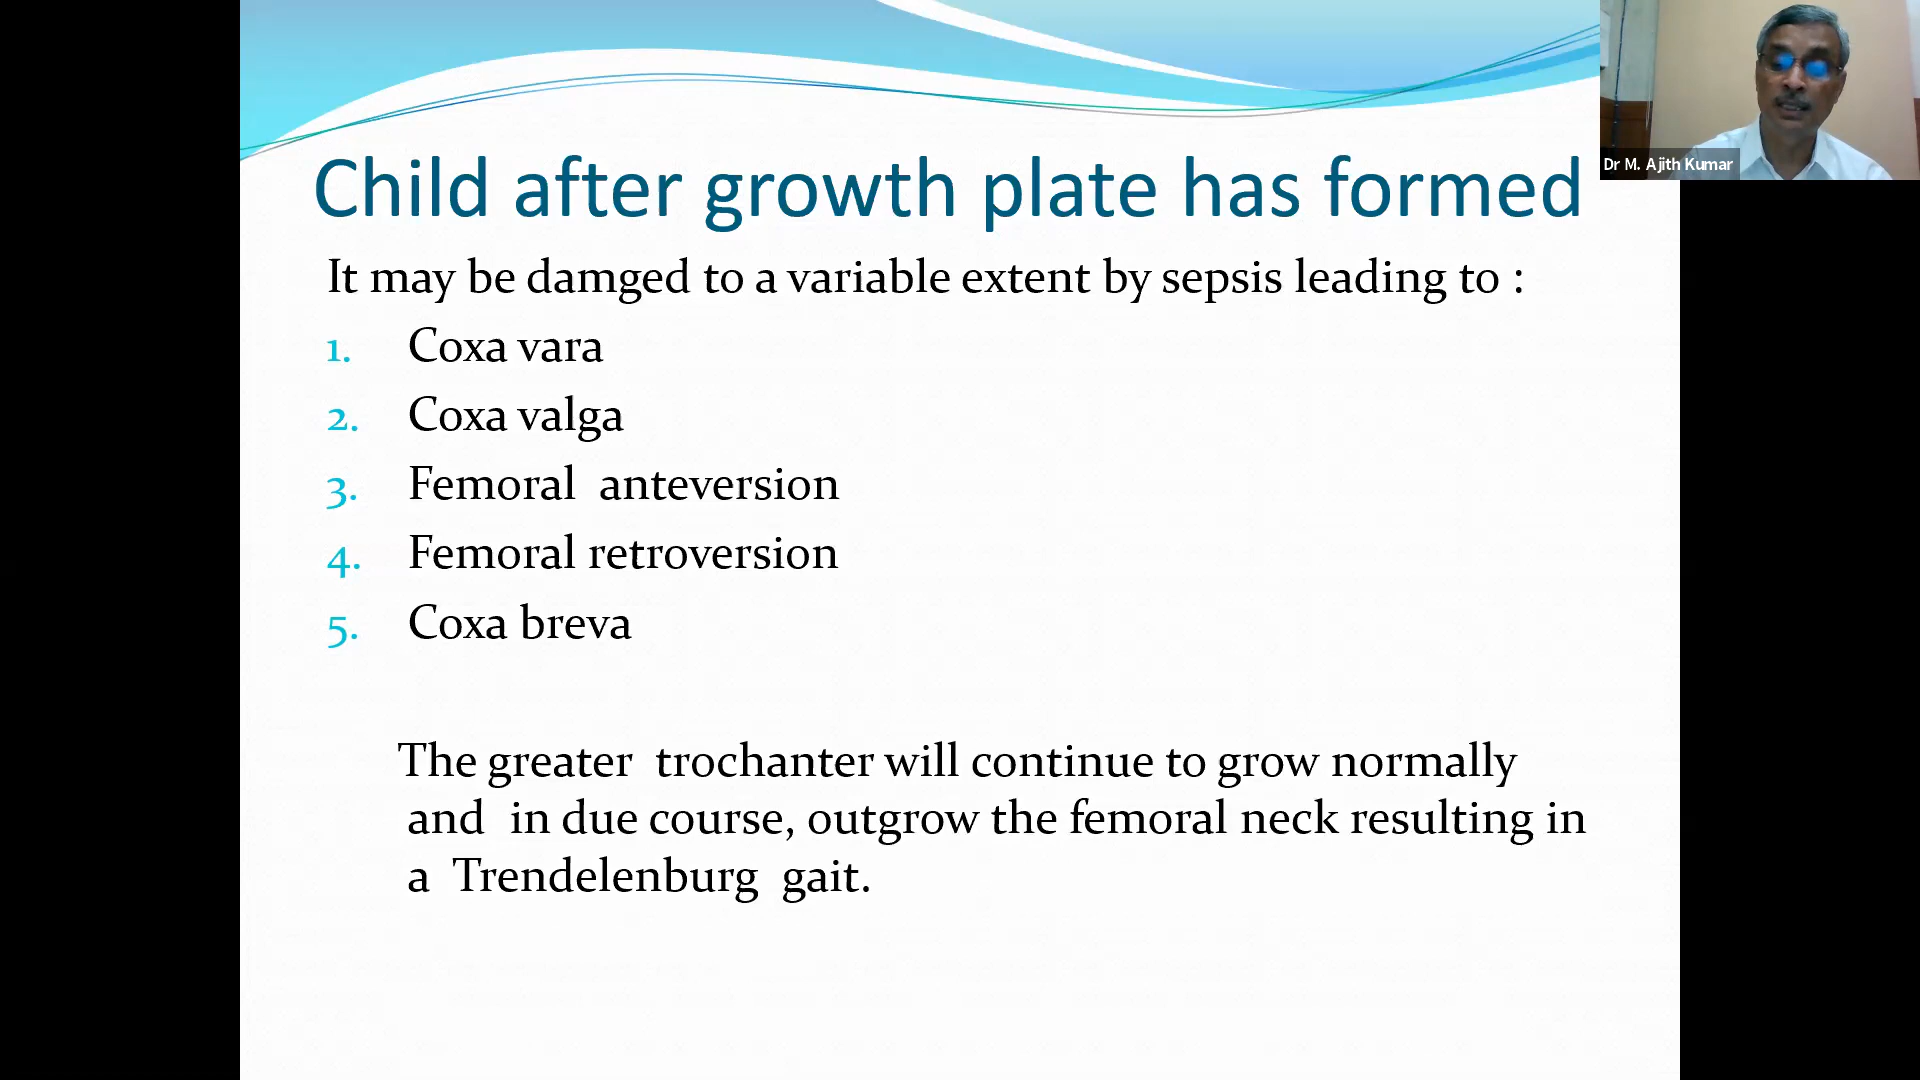 Dr M. Ajith Kumar
Child after growth plate has formed
It may be damged to a variable extent by sepsis leading to :
1. Coxa vara
2. Coxa valga
3. Femoral anteversion
4. Femoral retroversion
5. Coxa breva
The greater trochanter will continue to grow normally
and in due course, outgrow the femoral neck resulting in
a Trendelenburg gait.